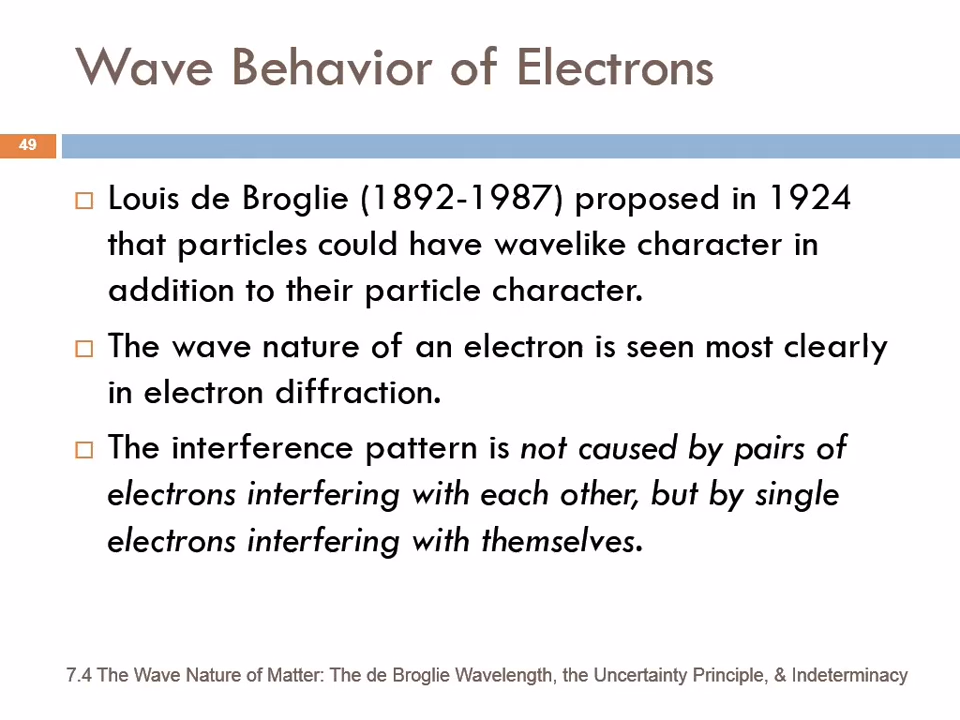 Wave Behavior of Electrons
49
Louis de Broglie (1892-1987) proposed in 1924
that particles could have wavelike character in
addition to their particle character.
The wave nature of an electron is seen most clearly
in electron diffraction.
The interference pattern is not caused by pairs of
electrons interfering with each other, but by single
electrons interfering with themselves.
7.4 The Wave Nature of Matter: The de Broglie Wavelength, the Uncertainty Principle, & Indeterminacy